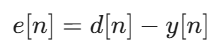 e[n] = d[n] − y[n]